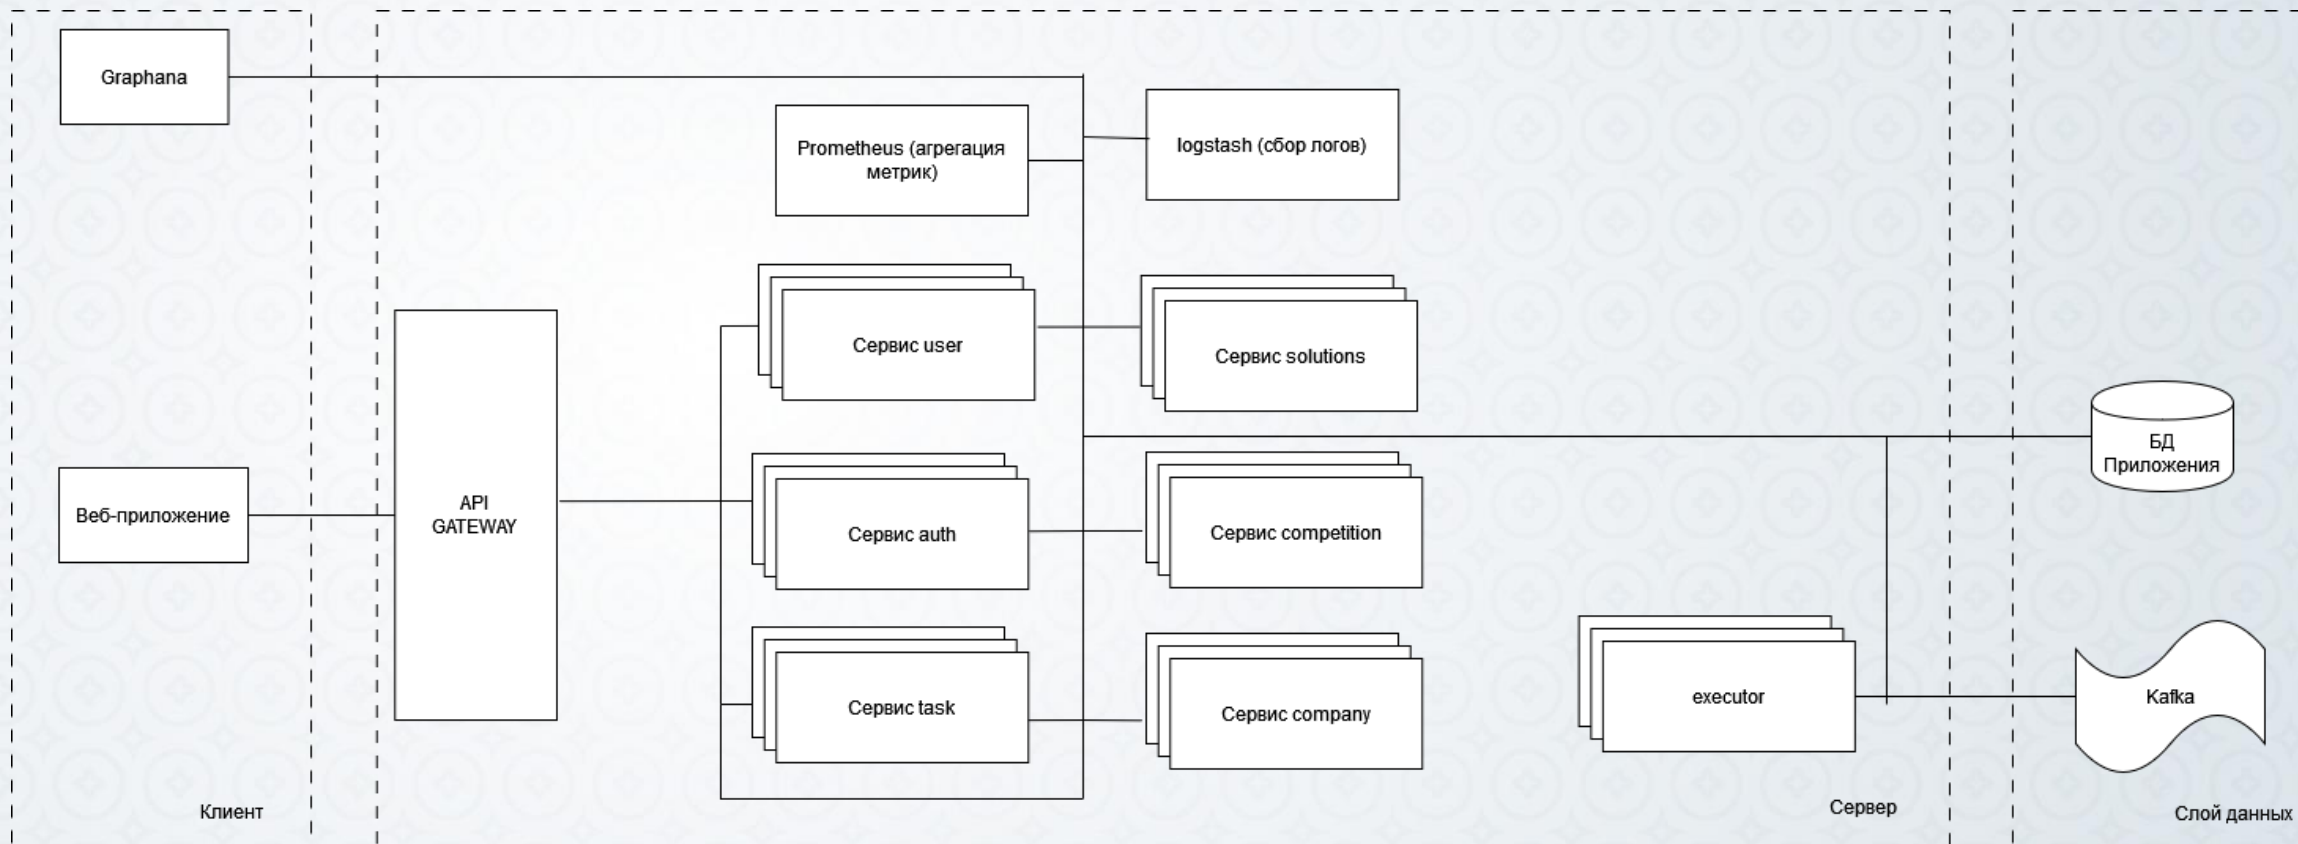 Graphana
Prometheus (агрегация
метрик)
logstash (сбор логов)
Сервис user
Сервис solutions
БД
Приложения
Веб-приложение
API
GATEWAY
Сервис auth
Сервис competition
Сервис task
Сервис company
executor
Kafka
Клиент
Сервер
Слой данных